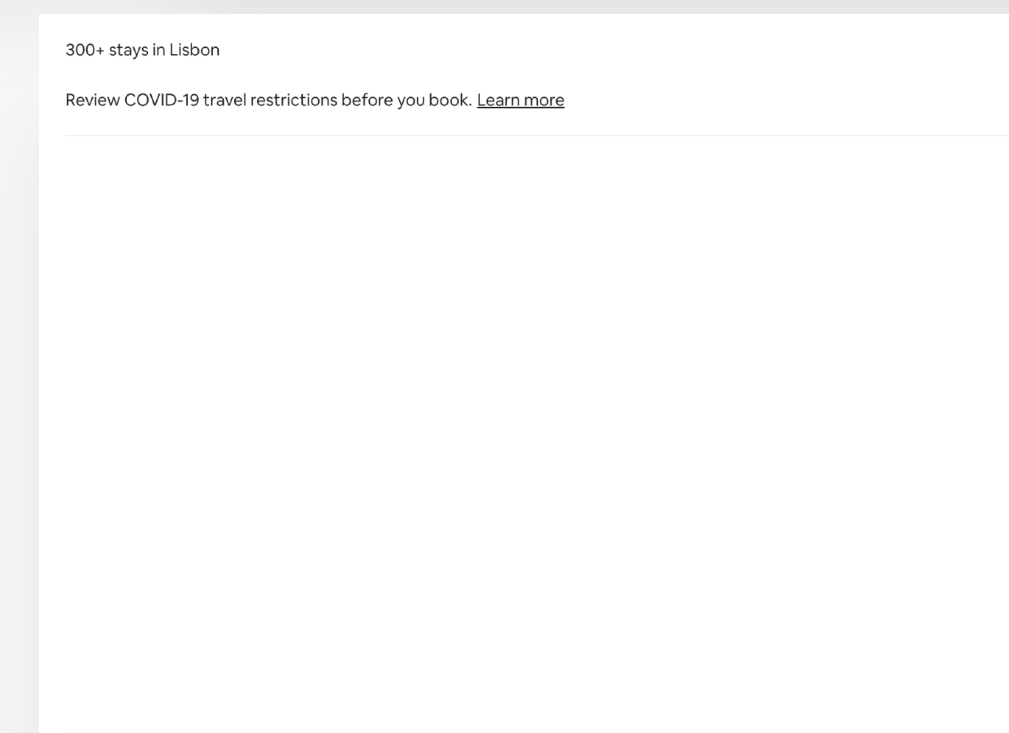 300+ stays in Lisbon
Review COVID-19 travel restrictions before you book. Learn more